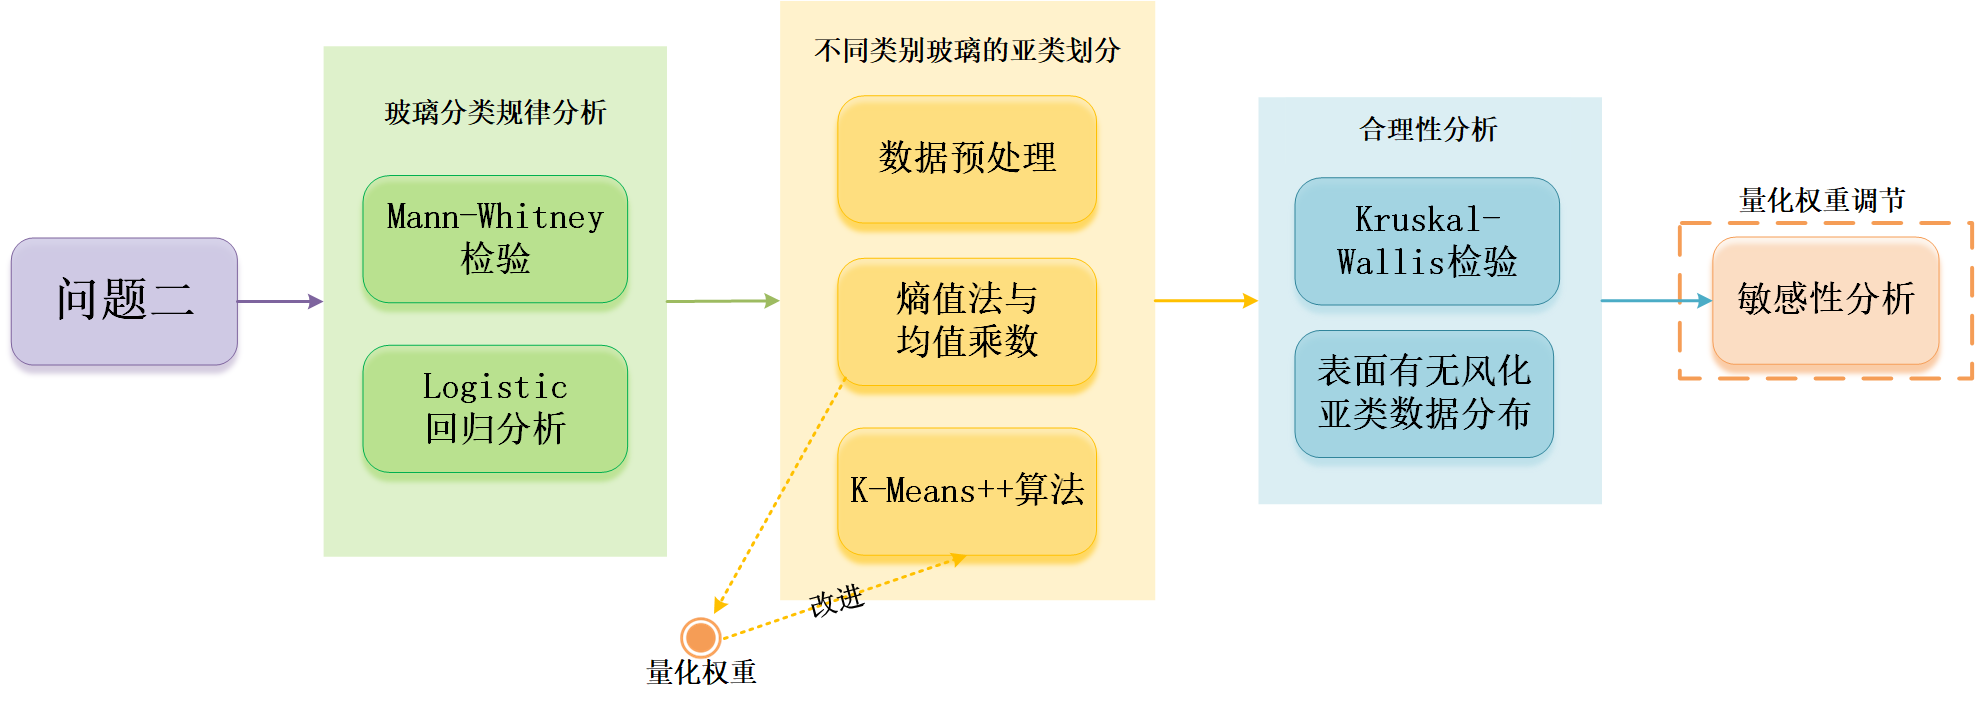 问题二
玻璃分类规律分析
Mann-Whitney
检验
Logistic
回归分析
不同类别玻璃的亚类划分
数据预处理
熵值法与
均值乘数
K-Means++算法
改进
量化权重
合理性分析
Kruskal-
Wallis检验
表面有无风化
亚类数据分布
量化权重调节
敏感性分析